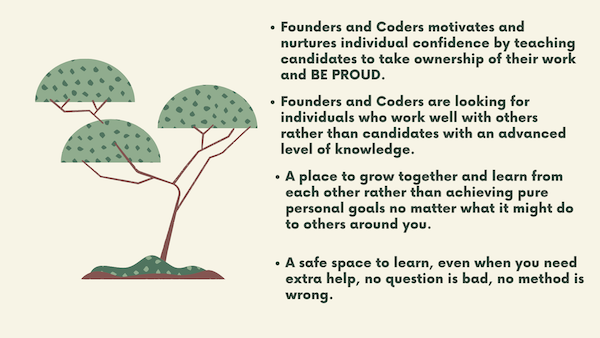 • Founders and Coders motivates and
nurtures individual confidence by teaching
candidates to take ownership of their work
and BE PROUD.
• Founders and Coders are looking for
individuals who work well with others
rather than candidates with an advanced
level of knowledge.
• A place to grow together and learn from
each other rather than achieving pure
personal goals no matter what it might do
to others around you.
• A safe space to learn, even when you need
extra help, no question is bad, no method is
wrong.